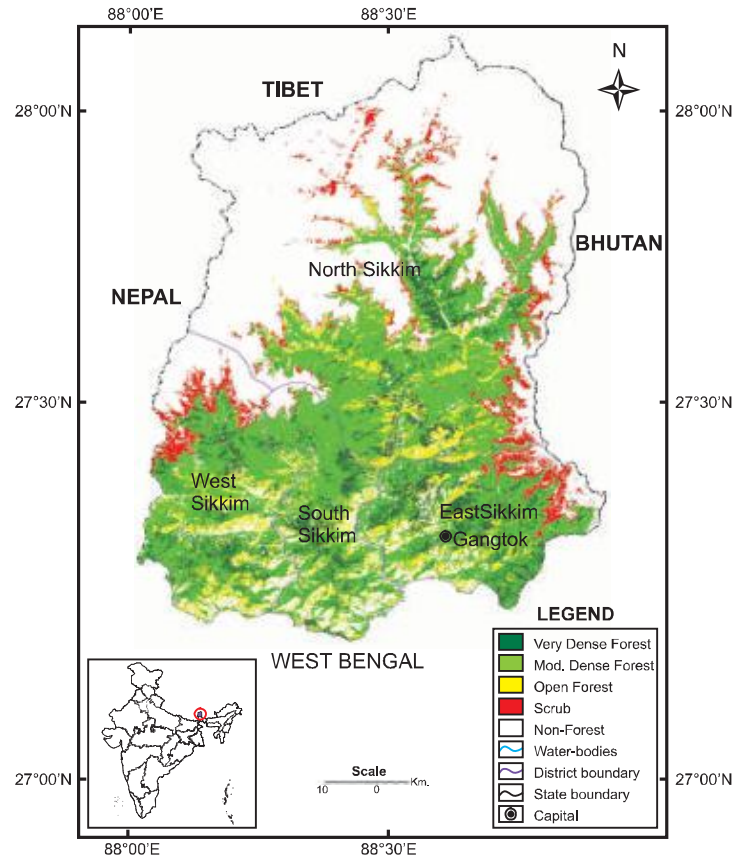 88°00'E 88°30'E
N
TIBET
28°00'N 28°00'N
BHUTAN
North Sikkim
NEPAL
27°30'N 27°30'N
West
Sikkim
South
Sikkim
EastSikkim
Gangtok
WEST BENGAL
LEGEND
Very Dense Forest
Mod. Dense Forest
Open Forest
Scrub
Non-Forest
Water-bodies
District boundary
State boundary
Capital
Scale
10 0 Km.
27°00'N 27°00'N
88°00'E 88°30'E